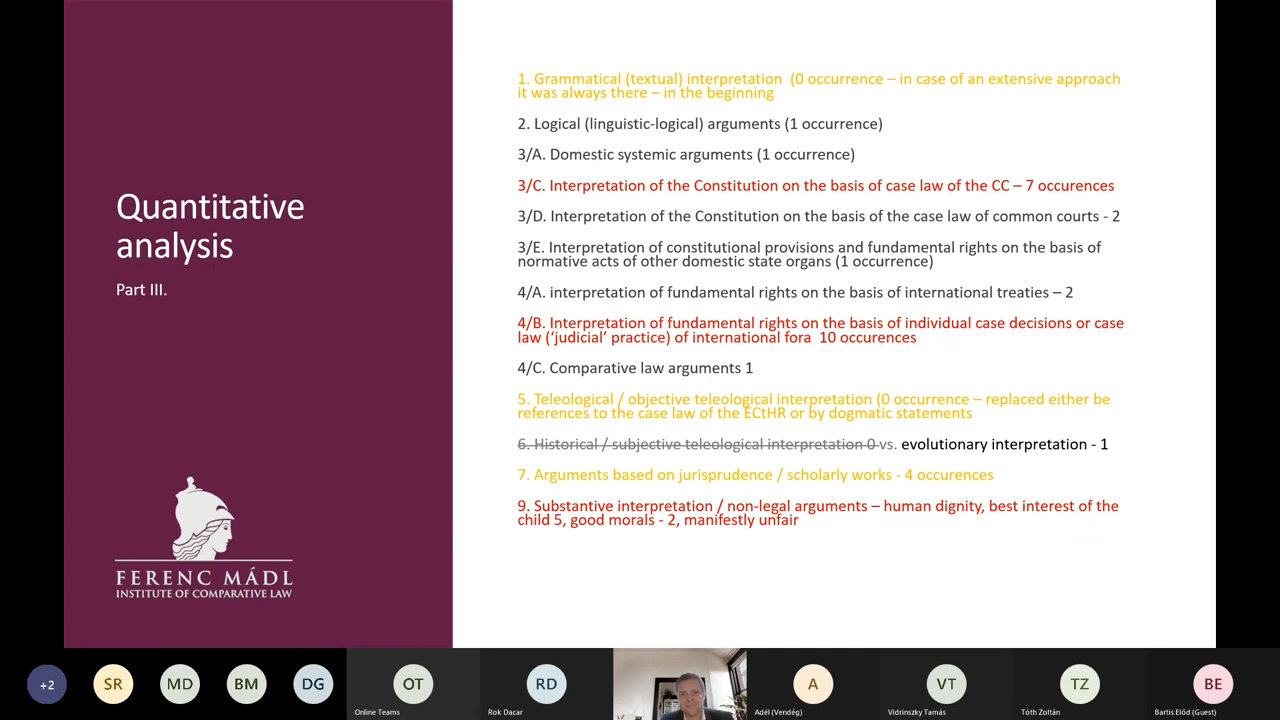 Quantitative
analysis
Part III.
FERENC MÁDL
INSTITUTE OF COMPARATIVE LAW
1. Grammatical (textual) interpretation (0 occurrence – in case of an extensive approach
it was always there – in the beginning
2. Logical (linguistic-logical) arguments (1 occurrence)
3/A. Domestic systemic arguments (1 occurrence)
3/C. Interpretation of the Constitution on the basis of case law of the CC – 7 occurences
3/D. Interpretation of the Constitution on the basis of the case law of common courts - 2
3/E. Interpretation of constitutional provisions and fundamental rights on the basis of
normative acts of other domestic state organs (1 occurrence)
4/A. interpretation of fundamental rights on the basis of international treaties – 2
4/B. Interpretation of fundamental rights on the basis of individual case decisions or case
law (‘judicial’ practice) of international fora 10 occurences
4/C. Comparative law arguments 1
5. Teleological / objective teleological interpretation (0 occurrence – replaced either be
references to the case law of the ECtHR or by dogmatic statements
6. Historical / subjective teleological interpretation 0 vs. evolutionary interpretation - 1
7. Arguments based on jurisprudence / scholarly works - 4 occurences
9. Substantive interpretation / non-legal arguments – human dignity, best interest of the
child 5, good morals - 2, manifestly unfair
+2 SR MD BM DG OT RD A VT TZ BE
Online Teams Rok Dacar Adél (Vendég) Vidrinszky Tamás Tóth Zoltán Bartis Előd (Guest)